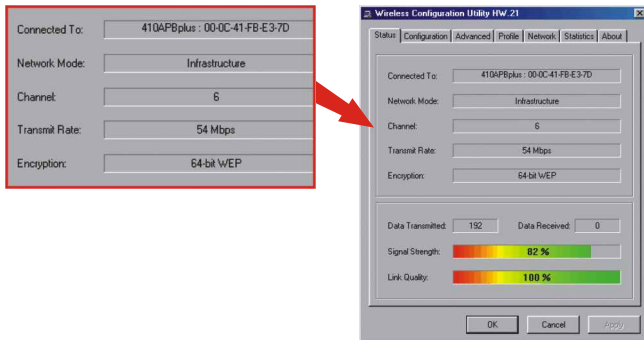 Connected To: 410APBplus : 00-0C-41-FB-E3-7D
Network Mode: Infrastructure
Channel: 6
Transmit Rate: 54 Mbps
Encryption: 64-bit WEP
Wireless Configuration Utility HW.21
Status Configuration Advanced Profile Network Statistics About
Connected To: 410APBplus : 00-0C-41-FB-E3-7D
Network Mode: Infrastructure
Channel: 6
Transmit Rate: 54 Mbps
Encryption: 64-bit WEP
Data Transmitted: 192 Data Received: 0
Signal Strength: 82 %
Link Quality: 100 %
OK Cancel Apply